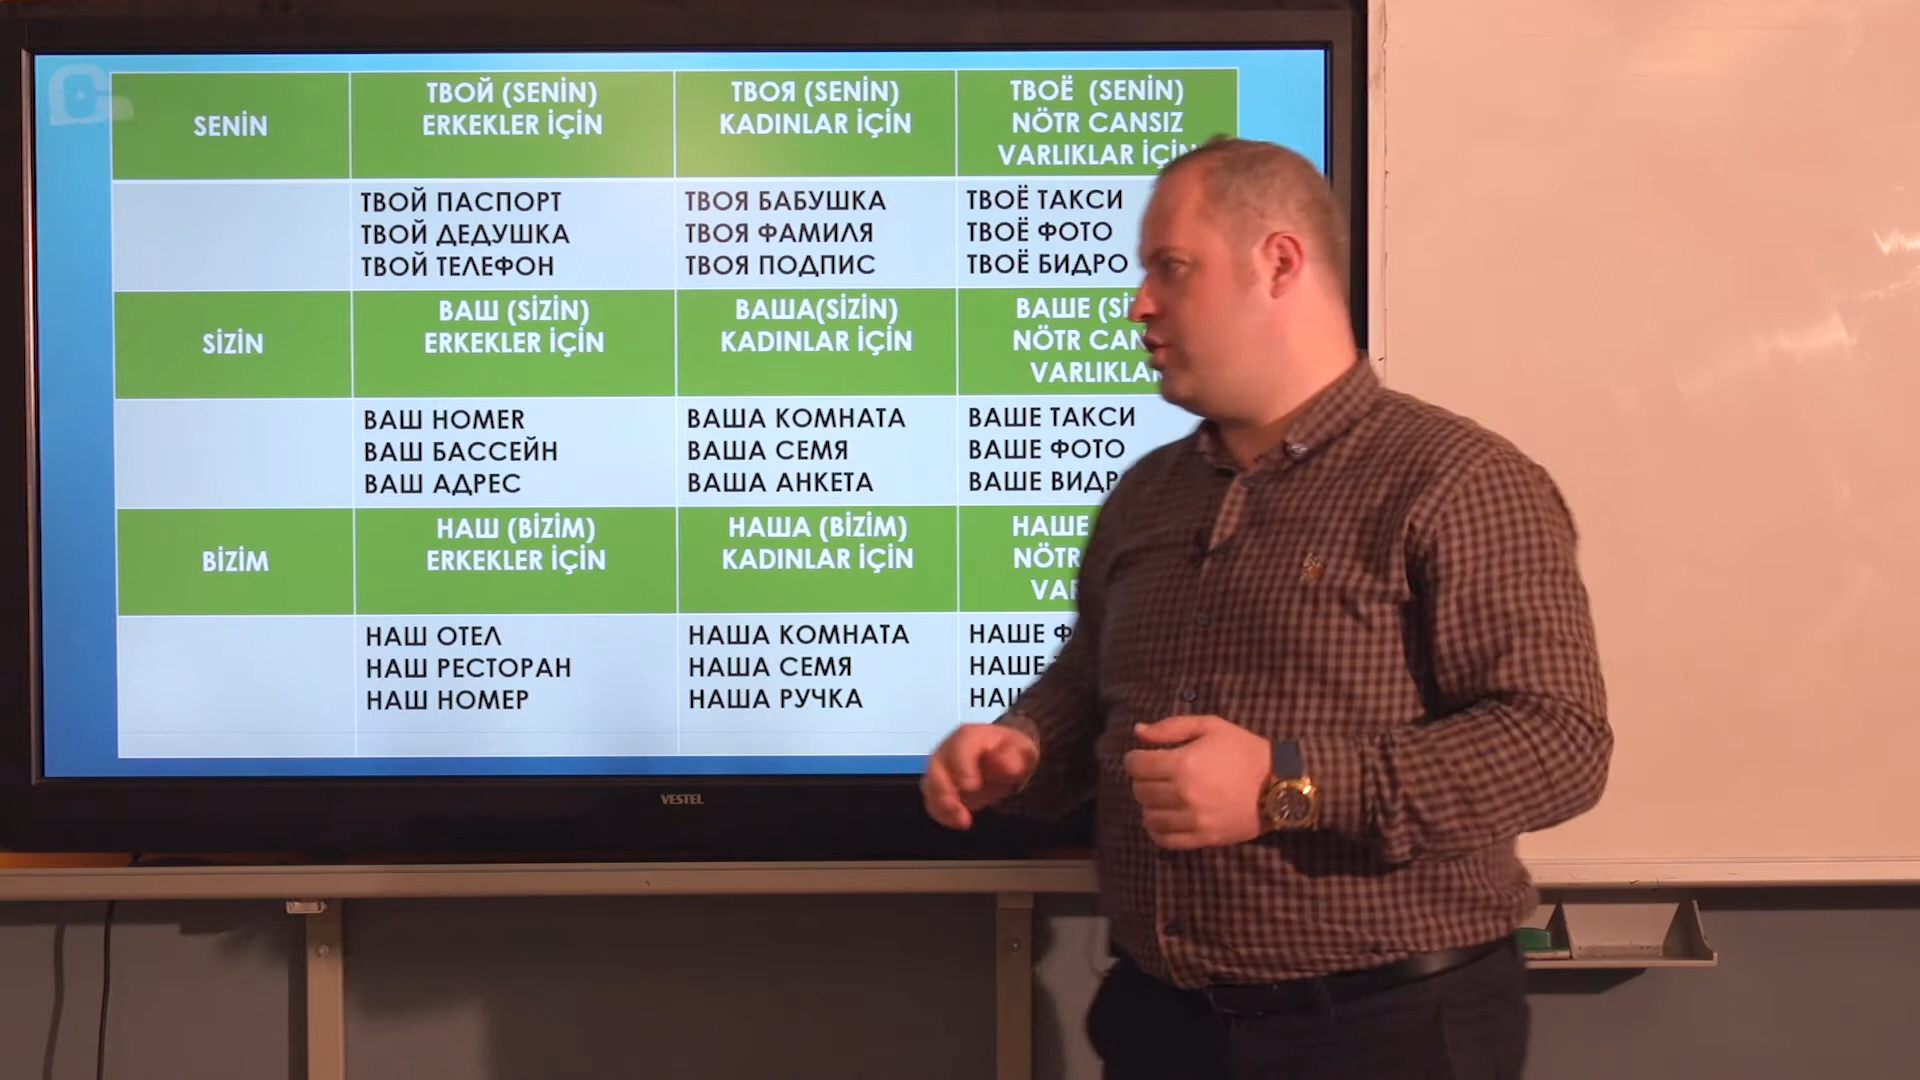 SENİN
ТВОЙ (SENİN)
ERKEKLER İÇİN
ТВОЯ (SENİN)
KADINLAR İÇİN
ТВОЁ (SENİN)
NÖTR CANSIZ
VARLIKLAR İÇİN
ТВОЙ ПАСПОРТ
ТВОЙ ДЕДУШКА
ТВОЙ ТЕЛЕФОН
ТВОЯ БАБУШКА
ТВОЯ ФАМИЛЯ
ТВОЯ ПОДПИС
ТВОЁ ТАКСИ
ТВОЁ ФОТО
ТВОЁ БИДРО
SİZİN
ВАШ (SİZİN)
ERKEKLER İÇİN
ВАША(SİZİN)
KADINLAR İÇİN
ВАШЕ
NÖTR
ВАШ НОМЕR
ВАШ БАССЕЙН
ВАШ АДРЕС
ВАША КОМНАТА
ВАША СЕМЯ
ВАША АНКЕТА
ВАШЕ ТАКСИ
ВАШЕ ФОТО
ВАШЕ
BİZİM
НАШ (BİZİM)
ERKEKLER İÇİN
НАША (BİZİM)
KADINLAR İÇİN
НАШЕ
NÖTR
НАШ ОТЕЛ
НАШ РЕСТОРАН
НАШ НОМЕР
НАША КОМНАТА
НАША СЕМЯ
НАША РУЧКА
НАШЕ
НАШЕ
VESTEL